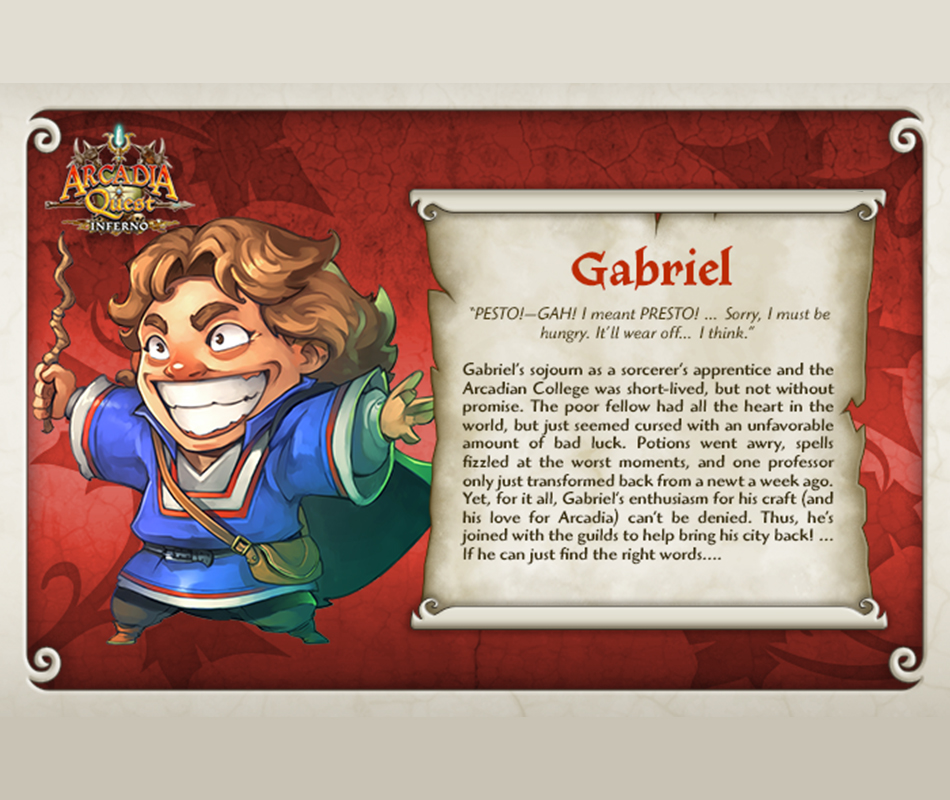 ARCADIA
Quest
INFERNO
Gabriel
"PESTO!—GAH! I meant PRESTO! ... Sorry, I must be
hungry. It'll wear off... I think."
Gabriel's sojourn as a sorcerer's apprentice and the
Arcadian College was short-lived, but not without
promise. The poor fellow had all the heart in the
world, but just seemed cursed with an unfavorable
amount of bad luck. Potions went awry, spells
fizzled at the worst moments, and one professor
only just transformed back from a newt a week ago.
Yet, for it all, Gabriel's enthusiasm for his craft (and
his love for Arcadia) can't be denied. Thus, he's
joined with the guilds to help bring his city back! ...
If he can just find the right words....